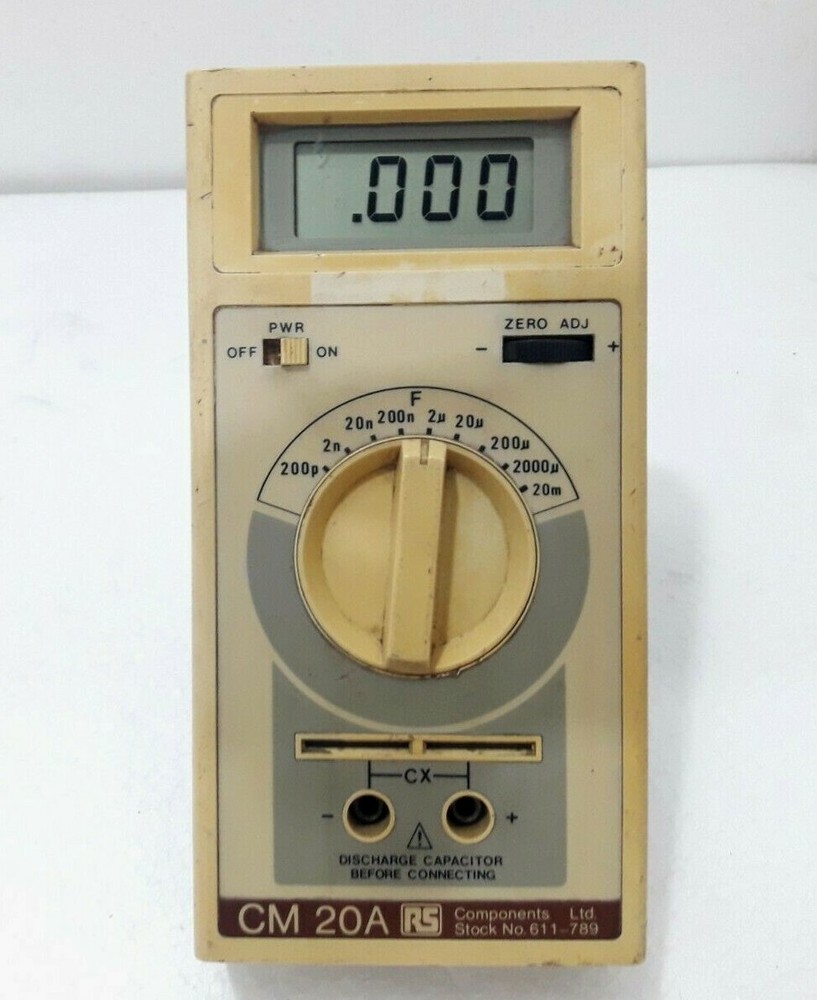 .000
PWR
OFF ON
ZERO ADJ
- +
F
200p 2n 20n 200n 2µ 20µ 200µ 2000µ 20m
CX
- +
DISCHARGE CAPACITOR
BEFORE CONNECTING
CM 20A RS Components Ltd.
Stock No. 611-789